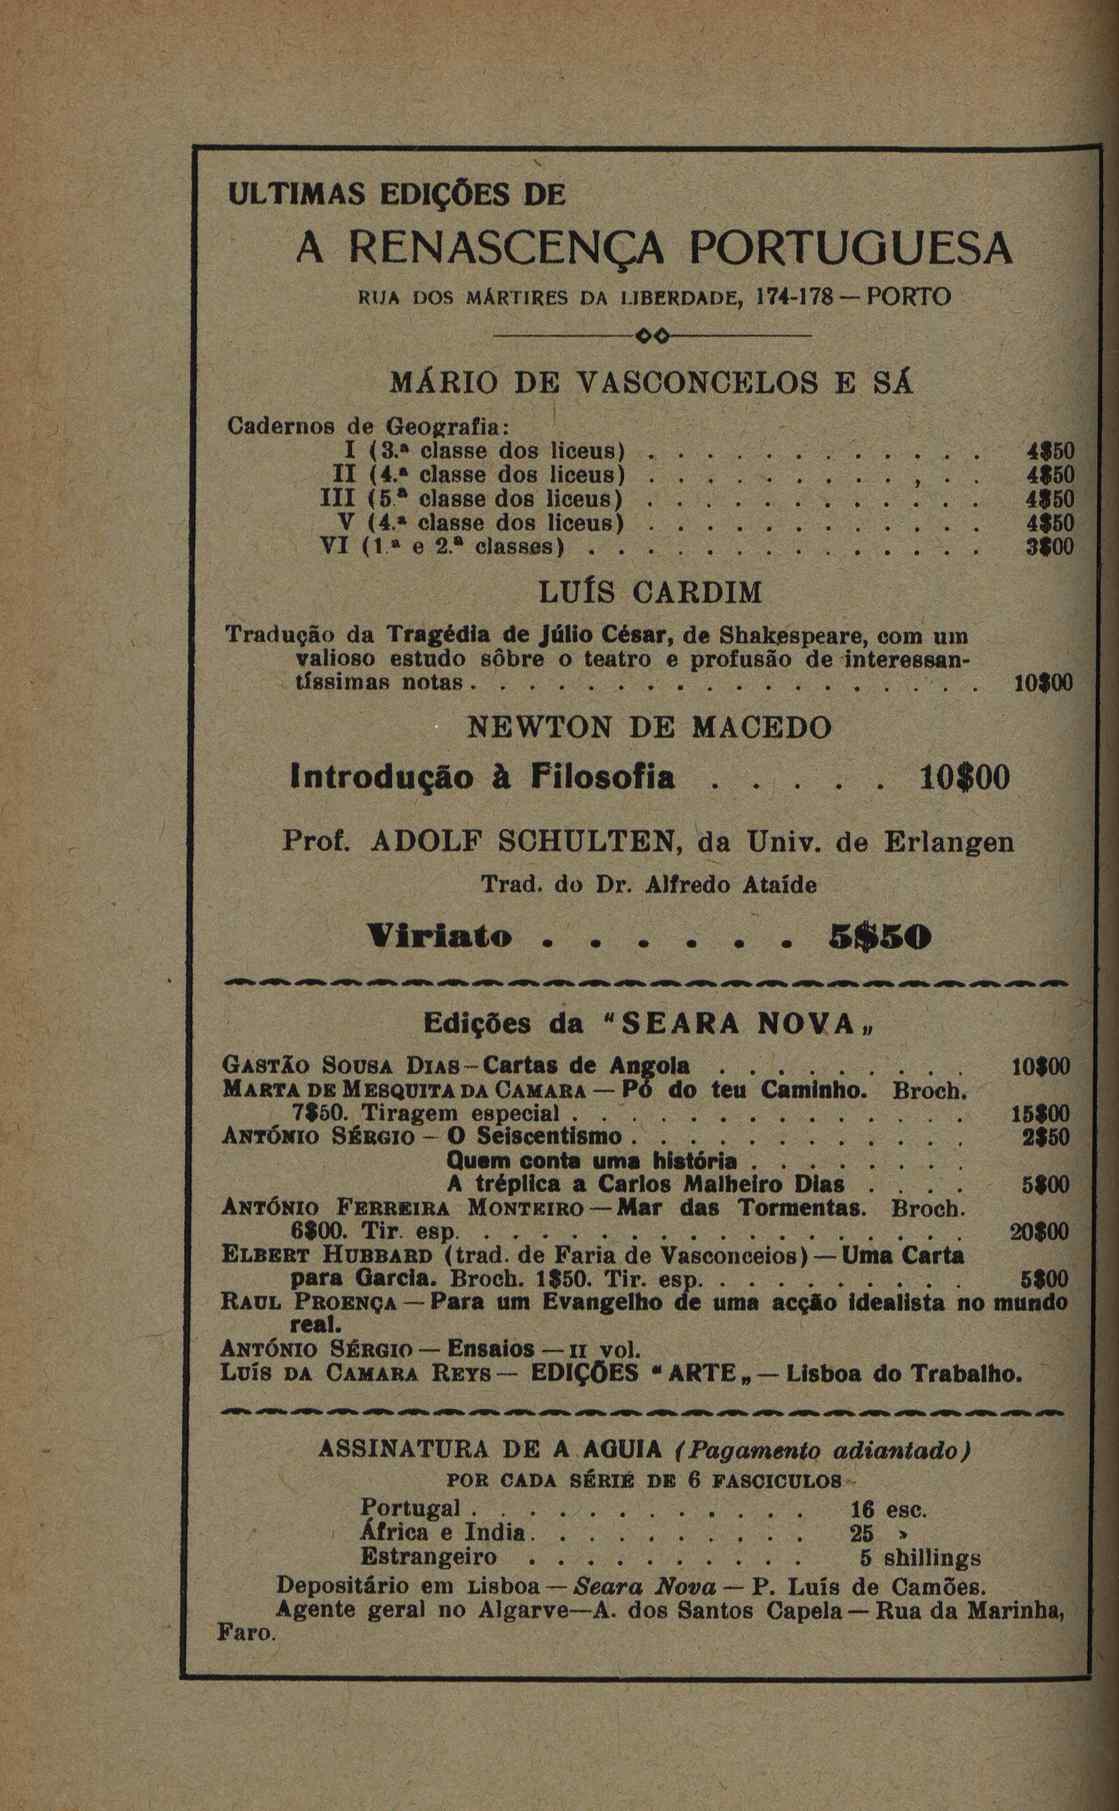 ULTIMAS EDIÇÕES DE
A RENASCENÇA PORTUGUESA
RUA DOS MÁRTIRES DA LIBERDADE, 174-178 — PORTO
MÁRIO DE VASCONCELOS E SÁ
Cadernos de Geografia:
I (3.ª classe dos liceus) . . . . . . . . . . . . 4$50
II (4.ª classe dos liceus) . . . . . . . . . , . . 4$50
III (5.ª classe dos liceus) . . . . . . . . . . . . 4$50
V (4.ª classe dos liceus) . . . . . . . . . . . . 4$50
VI (1.ª e 2.ª classes) . . . . . . . . . . . . . . 3$00
LUÍS CARDIM
Tradução da Tragédia de Júlio César, de Shakespeare, com um
valioso estudo sôbre o teatro e profusão de interessan-
tíssimas notas . . . . . . . . . . . . . . . . . . 10$00
NEWTON DE MACEDO
Introdução à Filosofia . . . . . 10$00
Prof. ADOLF SCHULTEN, da Univ. de Erlangen
Trad. do Dr. Alfredo Ataíde
Viriato . . . . . . 5$50
Edições da "SEARA NOVA„
GASTÃO SOUSA DIAS — Cartas de Angola . . . . . . . . . 10$00
MARTA DE MESQUITA DA CAMARA — Pó do teu Caminho. Broch.
7$50. Tiragem especial . . . . . . . . . . . . . . 15$00
ANTÓNIO SÉRGIO — O Seiscentismo . . . . . . . . . . . . 2$50
Quem conta uma história . . . . . . . .
A tréplica a Carlos Malheiro Dias . . . . 5$00
ANTÓNIO FERREIRA MONTEIRO — Mar das Tormentas. Broch.
6$00. Tir. esp. . . . . . . . . . . . . . . . . . 20$00
ELBERT HUBBARD (trad. de Faria de Vasconceios) — Uma Carta
para Garcia. Broch. 1$50. Tir. esp. . . . . . . . . . 5$00
RAUL PROENÇA — Para um Evangelho de uma acção idealista no mundo
real.
ANTÓNIO SÉRGIO — Ensaios — II vol.
LUÍS DA CAMARA REYS — EDIÇÕES "ARTE„ — Lisboa do Trabalho.
ASSINATURA DE A AGUIA (Pagamento adiantado)
POR CADA SÉRIE DE 6 FASCICULOS
Portugal . . . . . . . . . . . . 16 esc.
África e India . . . . . . . . . . 25 »
Estrangeiro . . . . . . . . . . 5 shillings
Depositário em Lisboa — Seara Nova — P. Luís de Camões.
Agente geral no Algarve — A. dos Santos Capela — Rua da Marinha,
Faro.